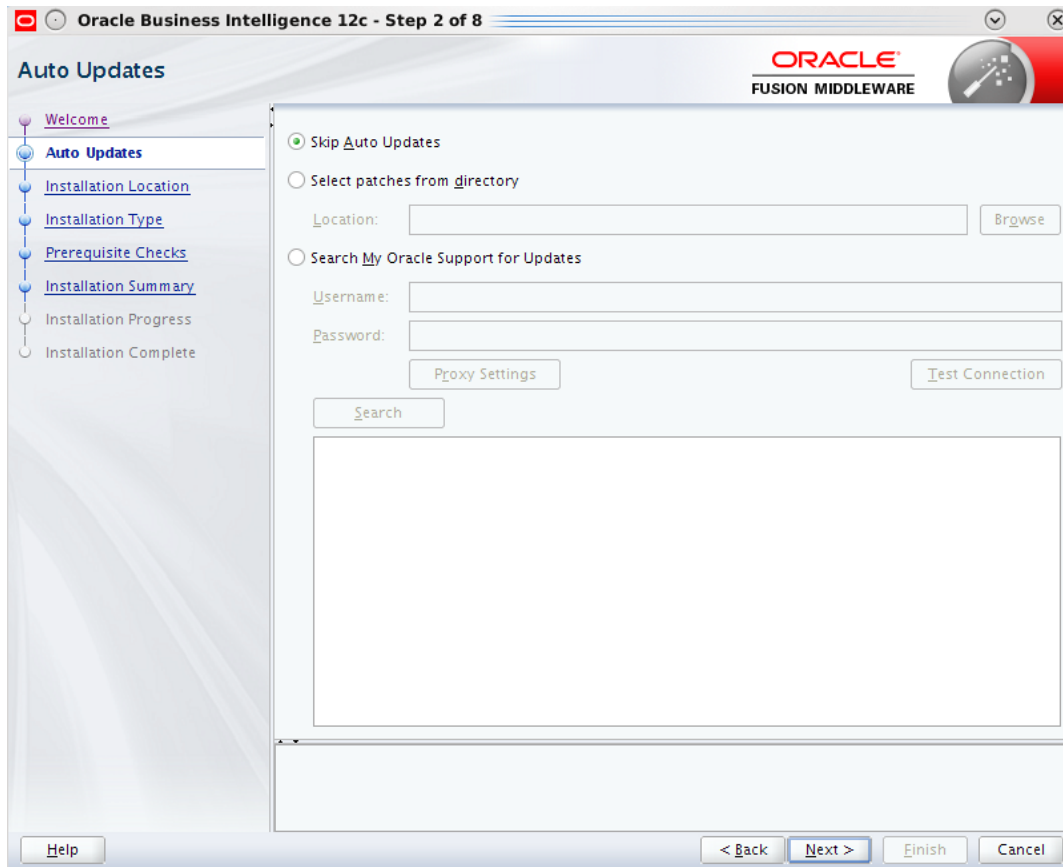 Oracle Business Intelligence 12c - Step 2 of 8
Auto Updates
ORACLE
FUSION MIDDLEWARE
Welcome
Auto Updates
Installation Location
Installation Type
Prerequisite Checks
Installation Summary
Installation Progress
Installation Complete
Skip Auto Updates
Select patches from directory
Location:
Browse
Search My Oracle Support for Updates
Username:
Password:
Proxy Settings
Test Connection
Search
Help
< Back
Next >
Finish
Cancel